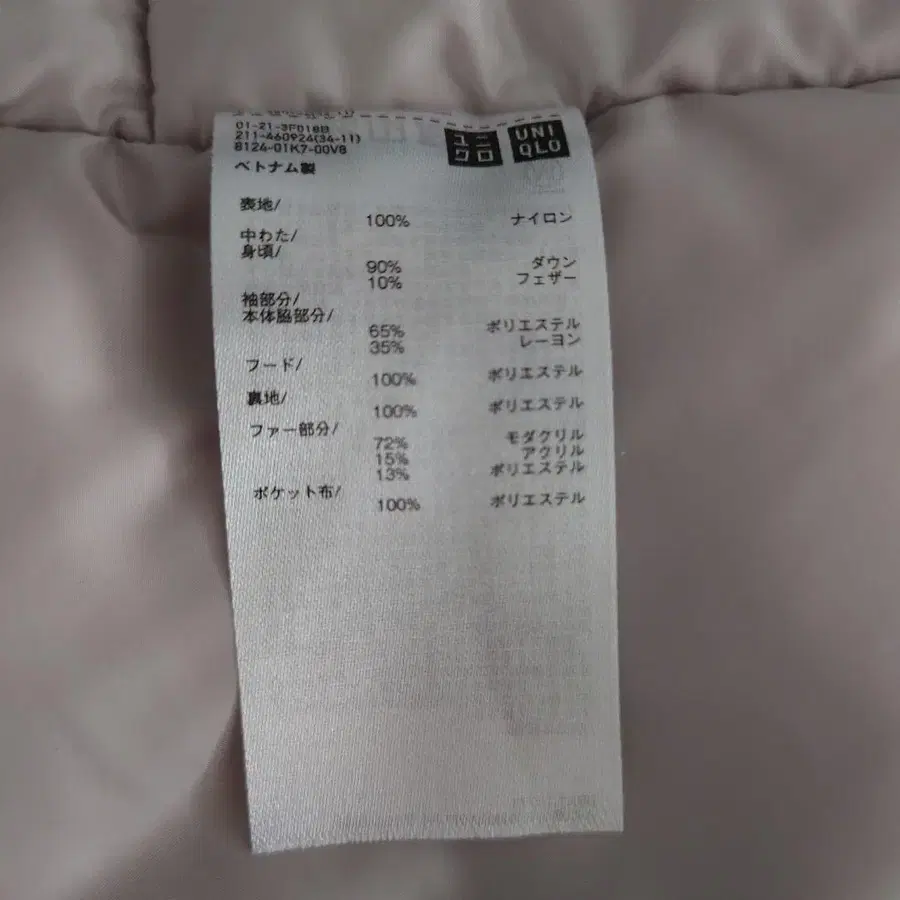 01-21-3F018B
211-460924(34-11)
8124-01K7-00V8
ユニ
クロ
UNI
QLO
ベトナム製
表地/
100% ナイロン
中わた/
身頃/
90% ダウン
10% フェザー
袖部分/
本体脇部分/
65% ポリエステル
35% レーヨン
フード/
100% ポリエステル
裏地/
100% ポリエステル
ファー部分/
72% モダクリル
15% アクリル
13% ポリエステル
ポケット布/
100% ポリエステル